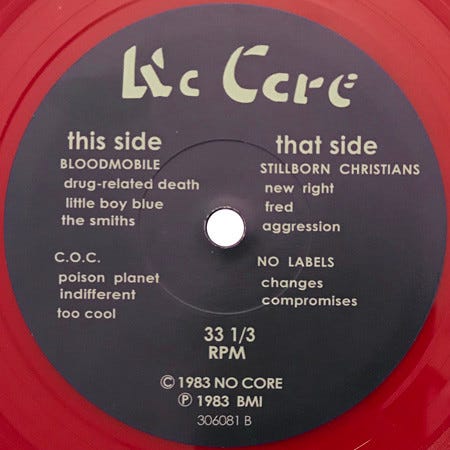 No Core
this side
BLOODMOBILE
drug-related death
little boy blue
the smiths
C.O.C.
poison planet
indifferent
too cool
that side
STILLBORN CHRISTIANS
new right
fred
aggression
NO LABELS
changes
compromises
33 1/3
RPM
© 1983 NO CORE
℗ 1983 BMI
306081 B